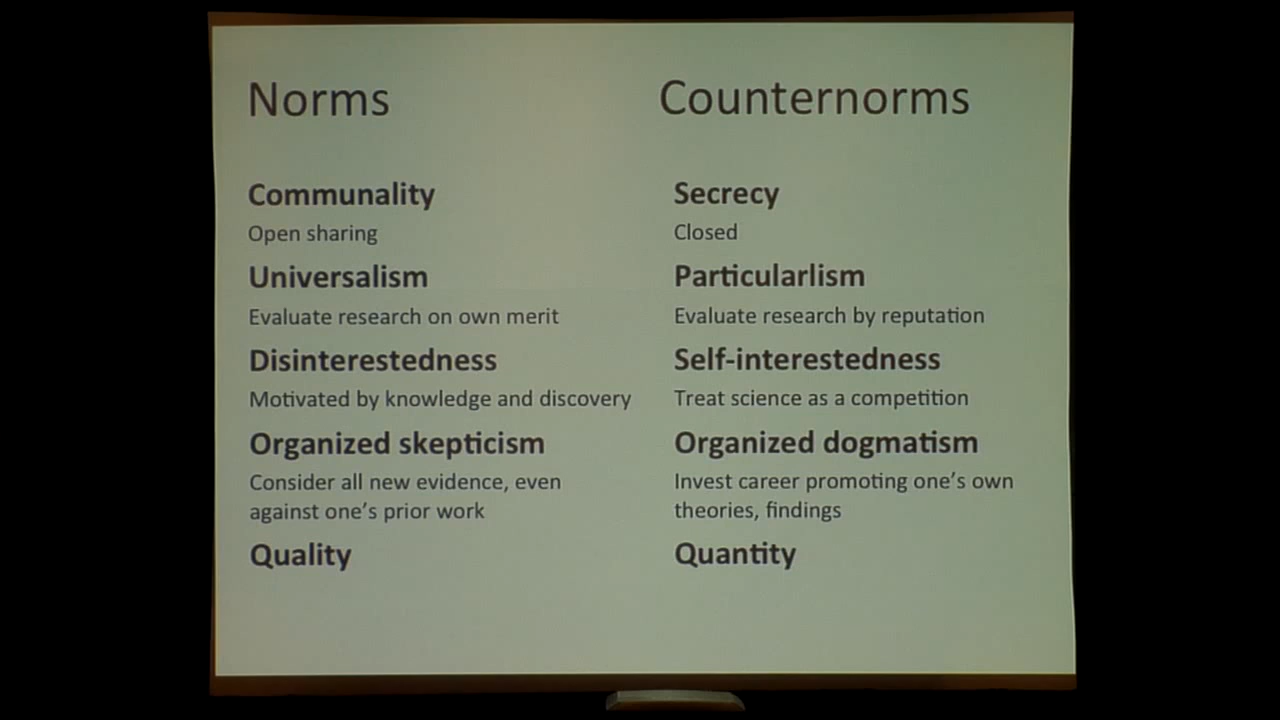 Norms
Counternorms
Communality
Open sharing
Universalism
Evaluate research on own merit
Disinterestedness
Motivated by knowledge and discovery
Organized skepticism
Consider all new evidence, even
against one's prior work
Quality
Secrecy
Closed
Particularlism
Evaluate research by reputation
Self-interestedness
Treat science as a competition
Organized dogmatism
Invest career promoting one's own
theories, findings
Quantity